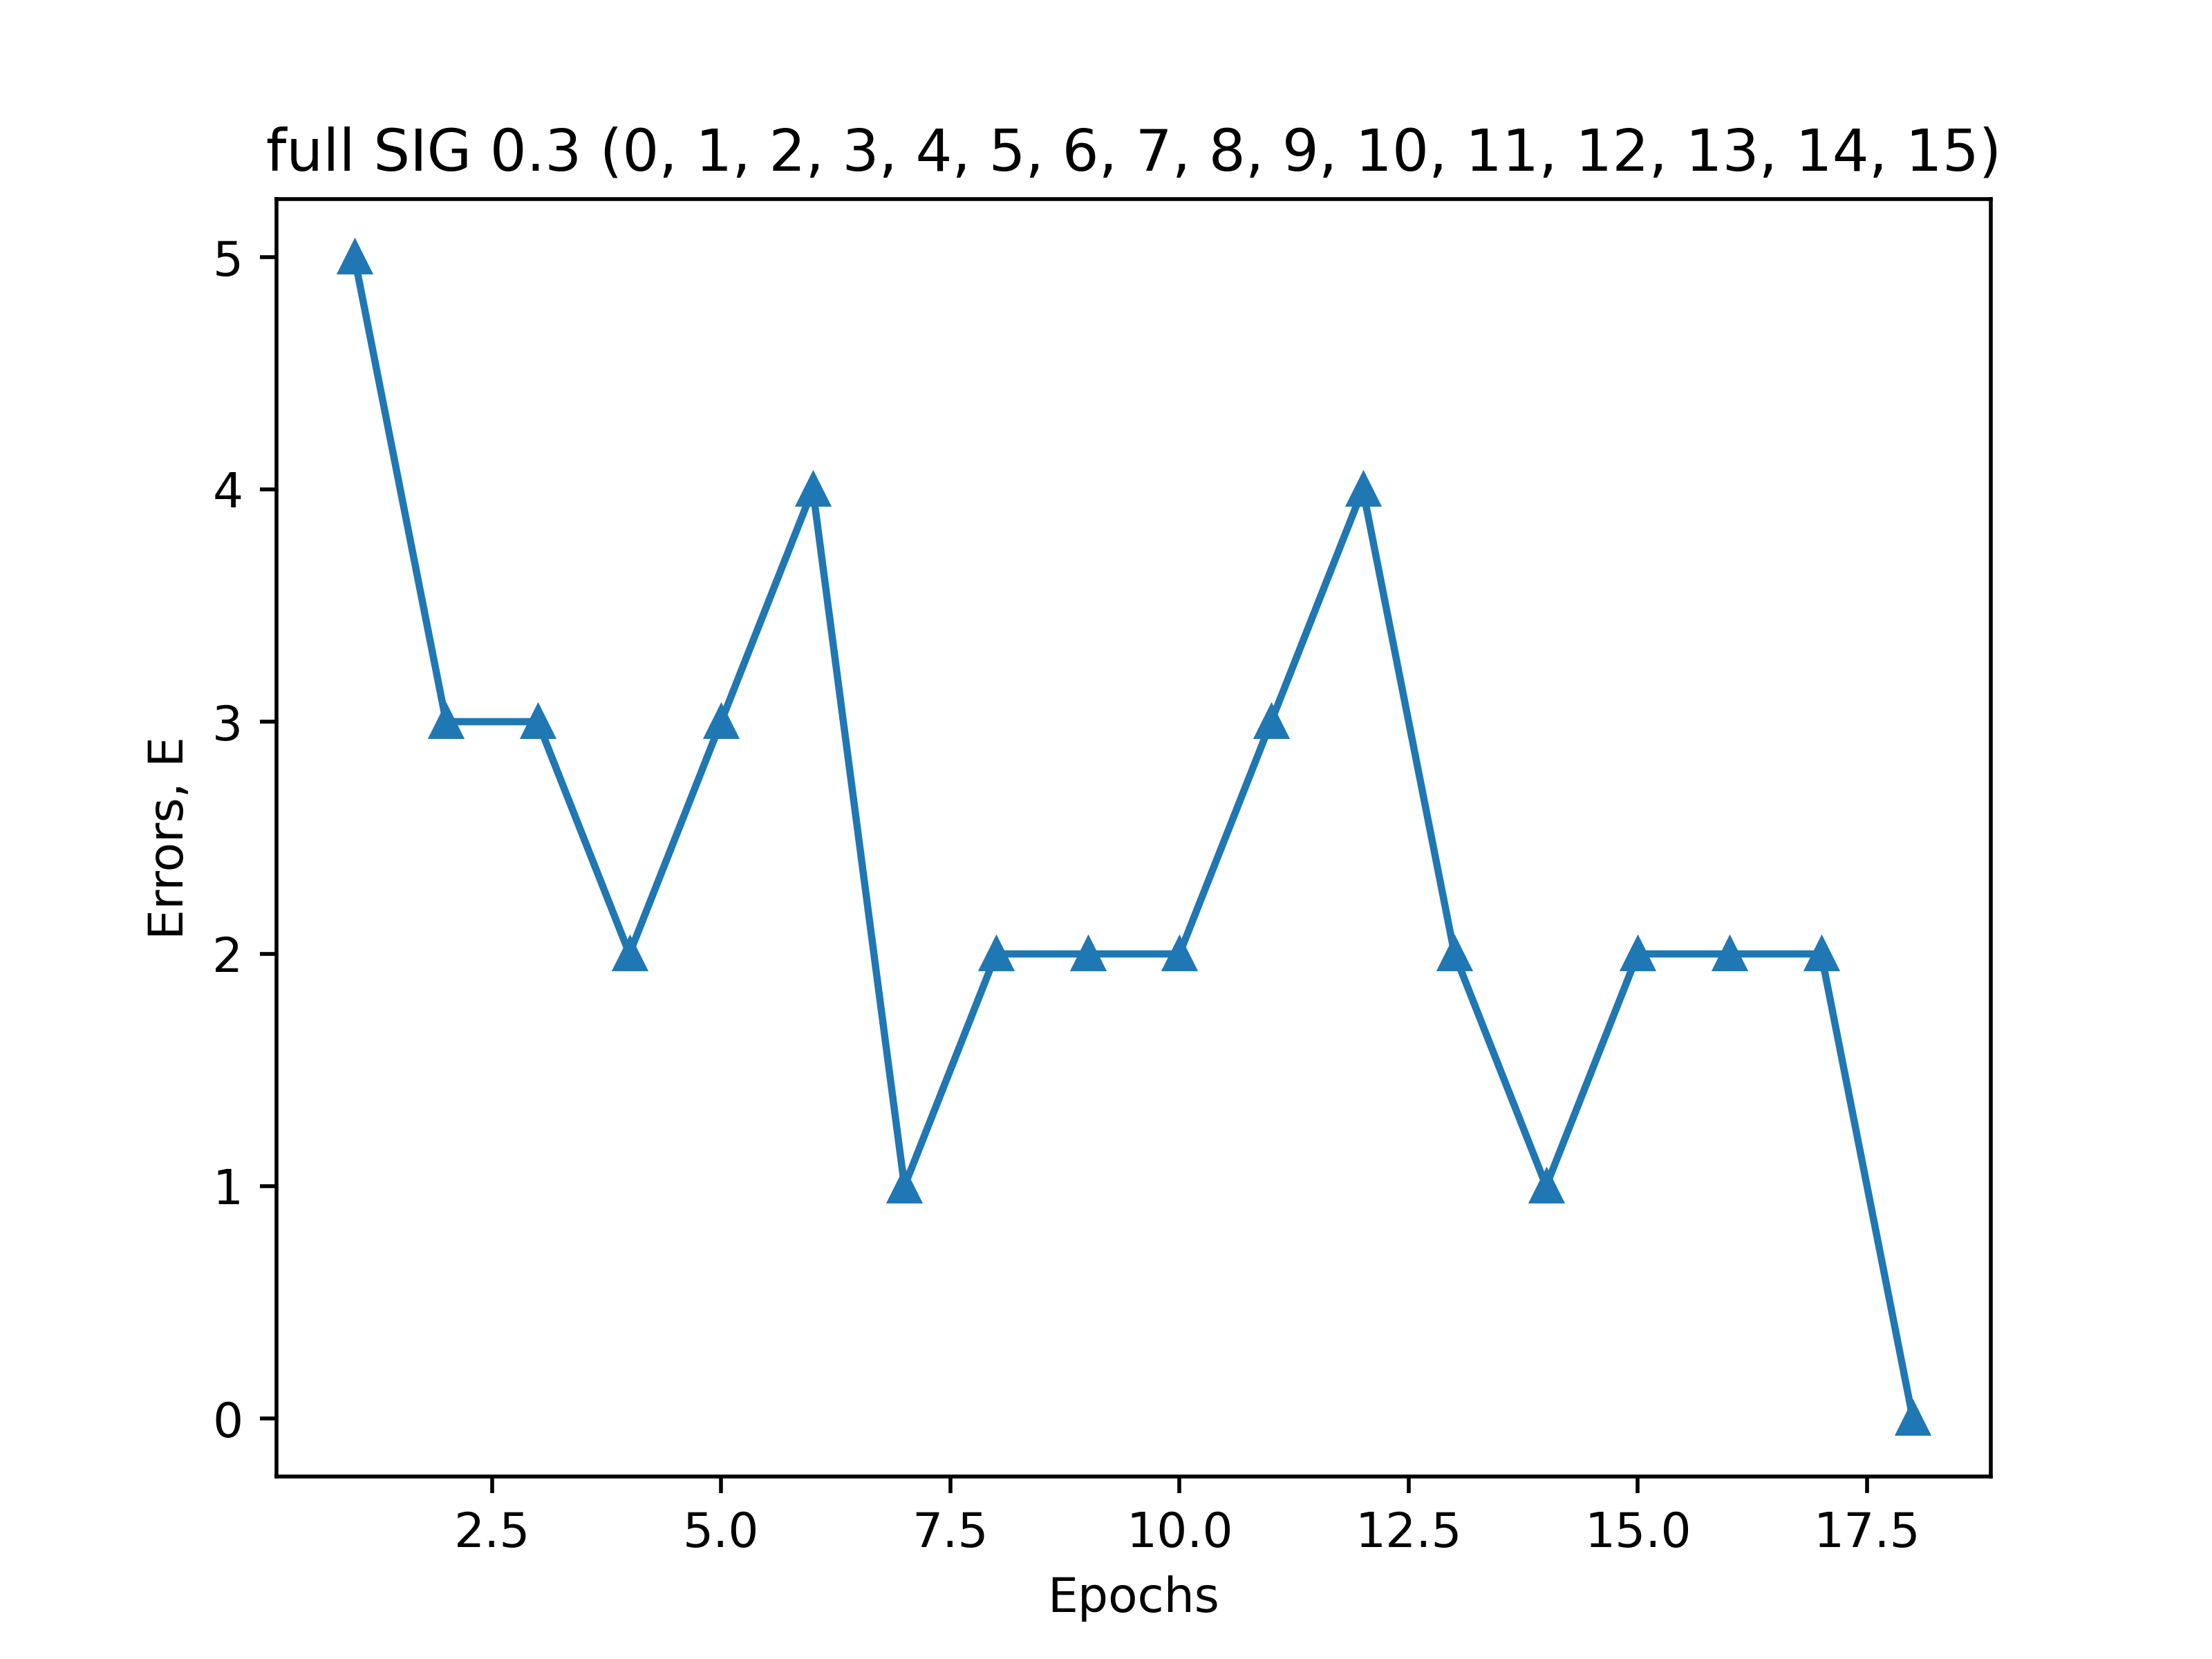 full SIG 0.3 (0, 1, 2, 3, 4, 5, 6, 7, 8, 9, 10, 11, 12, 13, 14, 15)
5
4
3
2
1
0
Errors, E
2.5 5.0 7.5 10.0 12.5 15.0 17.5
Epochs